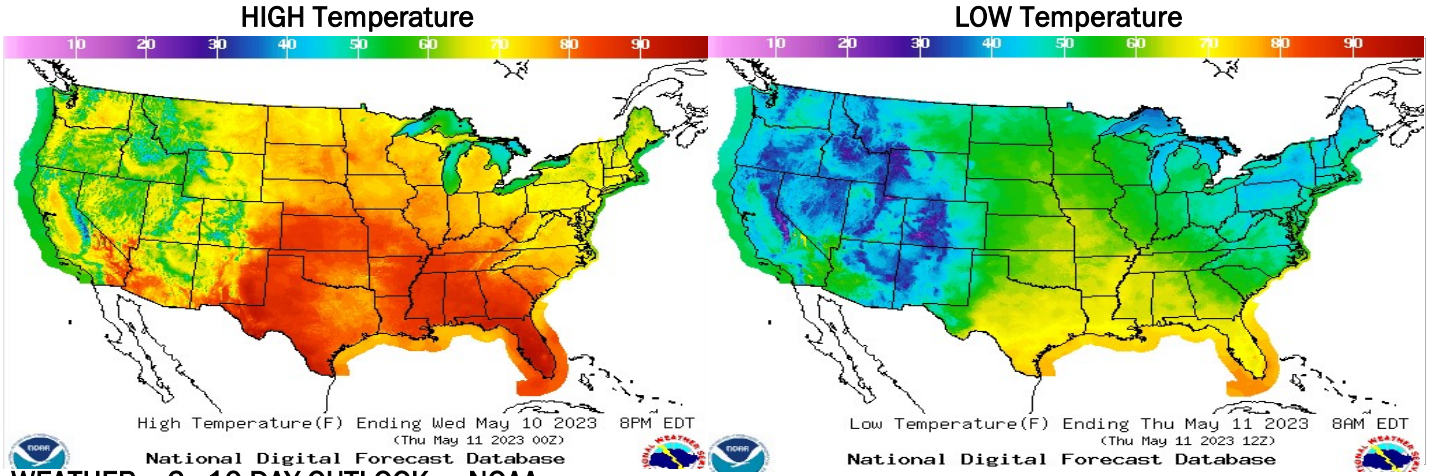 HIGH Temperature
LOW Temperature
10 20 30 40 50 60 70 80 90
10 20 30 40 50 60 70 80 90
High Temperature(F) Ending Wed May 10 2023 8PM EDT
(Thu May 11 2023 00Z)
National Digital Forecast Database
noaa
Low Temperature(F) Ending Thu May 11 2023 8AM EDT
(Thu May 11 2023 12Z)
National Digital Forecast Database
noaa